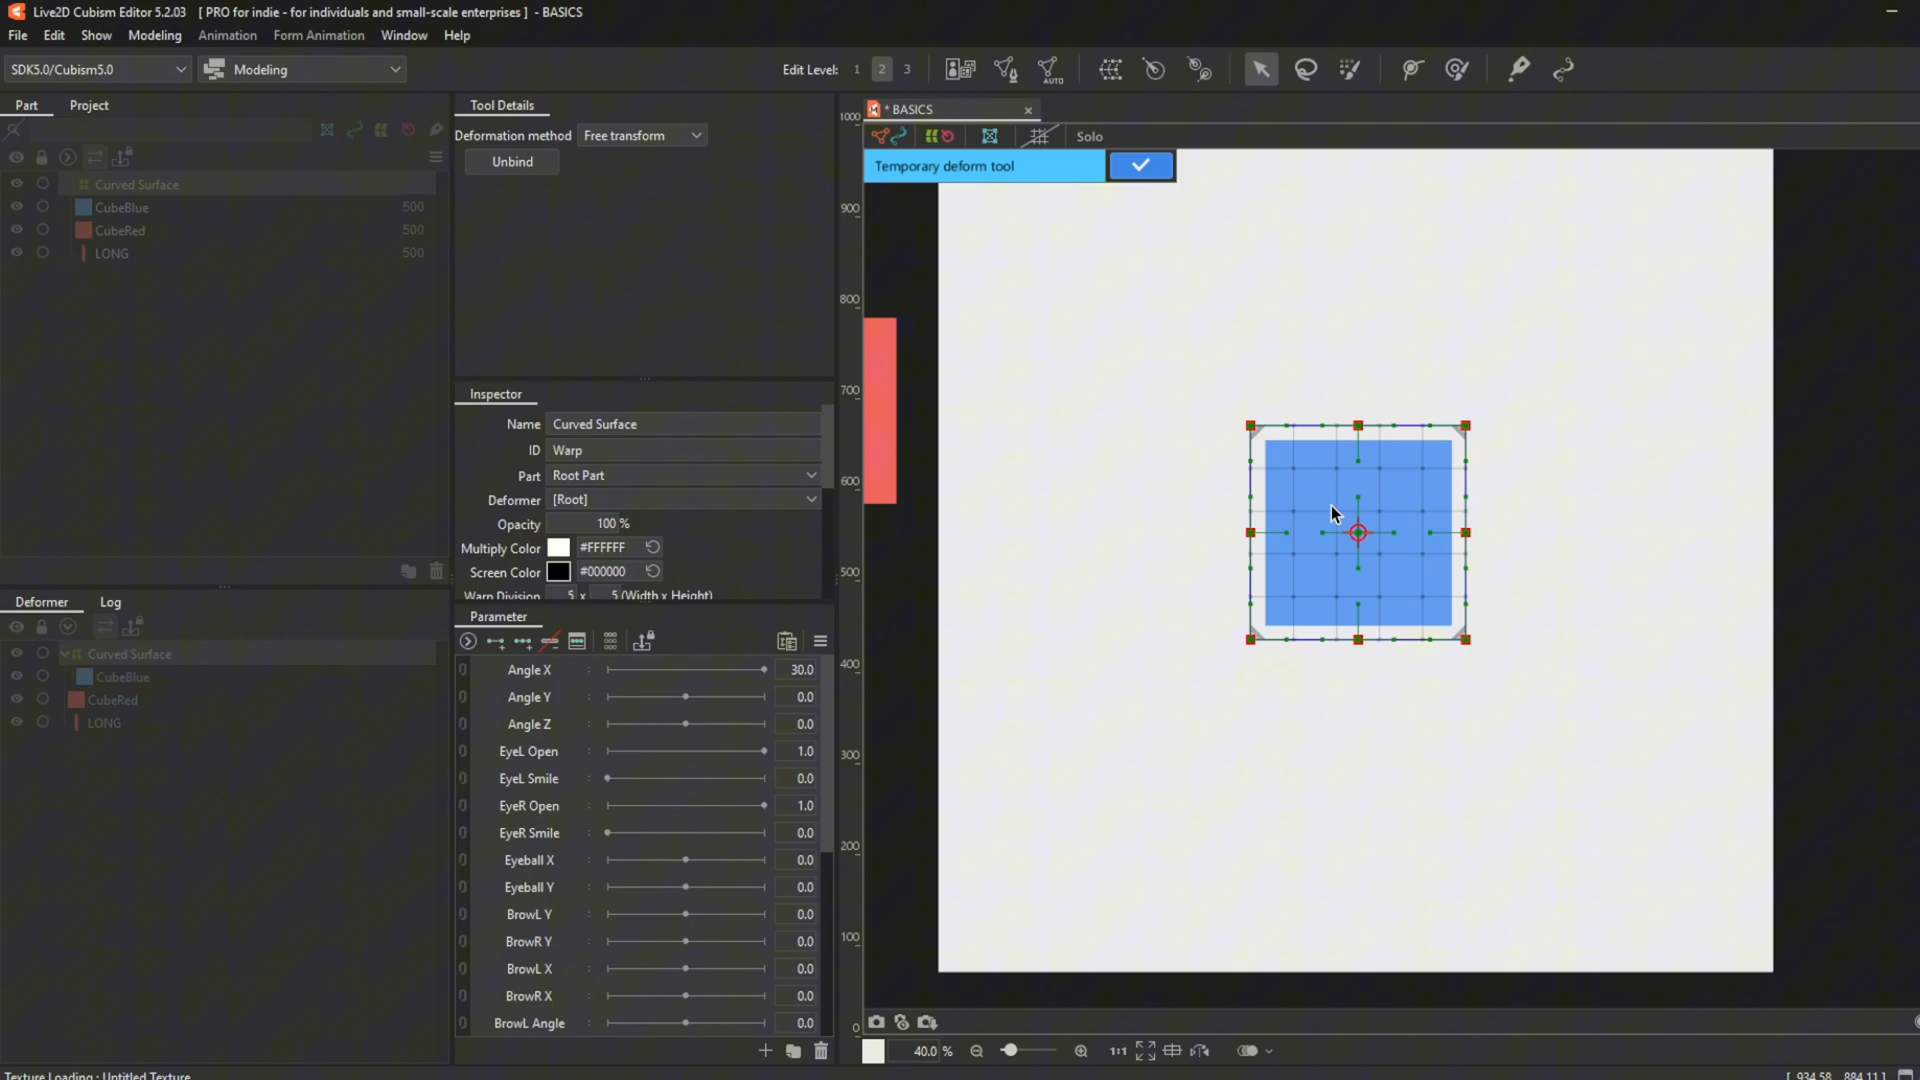 Live2D Cubism Editor 5.2.03 [ PRO for indie - for individuals and small-scale enterprises ] - BASICS
File Edit Show Modeling Animation Form Animation Window Help
SDK5.0/Cubism5.0 Modeling Edit Level: 1 2 3
AUTO
Part Project
Curved Surface
CubeBlue 500
CubeRed 500
LONG 500
Deformer Log
Curved Surface
CubeBlue
CubeRed
LONG
Tool Details
Deformation method Free transform
Unbind
Inspector
Name Curved Surface
ID Warp
Part Root Part
Deformer [Root]
Opacity 100 %
Multiply Color #FFFFFF
Screen Color #000000
Warp Division 5 x 5 (Width x Height)
Parameter
Angle X 30.0
Angle Y 0.0
Angle Z 0.0
EyeL Open 1.0
EyeL Smile 0.0
EyeR Open 1.0
EyeR Smile 0.0
Eyeball X 0.0
Eyeball Y 0.0
BrowL Y 0.0
BrowR Y 0.0
BrowL X 0.0
BrowR X 0.0
BrowL Angle 0.0
* BASICS
Solo
Temporary deform tool
1000
900
800
700
600
500
400
300
200
100
0
40.0 % 1:1
Texture Loading : Untitled Texture
[ 934.58 884.11 ]